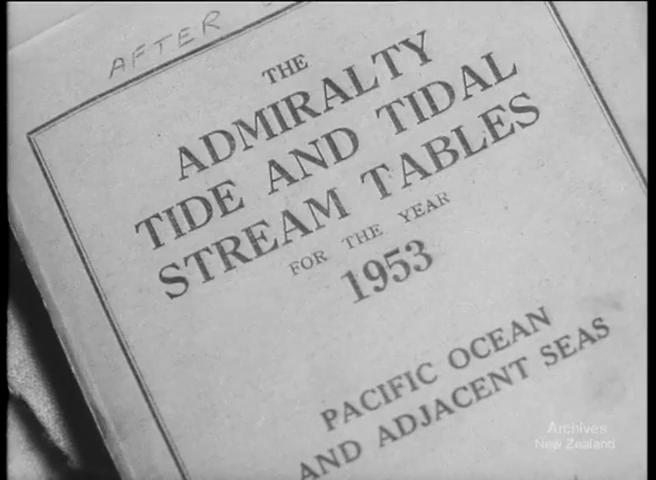 AFTER
THE
ADMIRALTY
TIDE AND TIDAL
STREAM TABLES
FOR THE YEAR
1953
PACIFIC OCEAN
AND ADJACENT SEAS
Archives
New Zealand